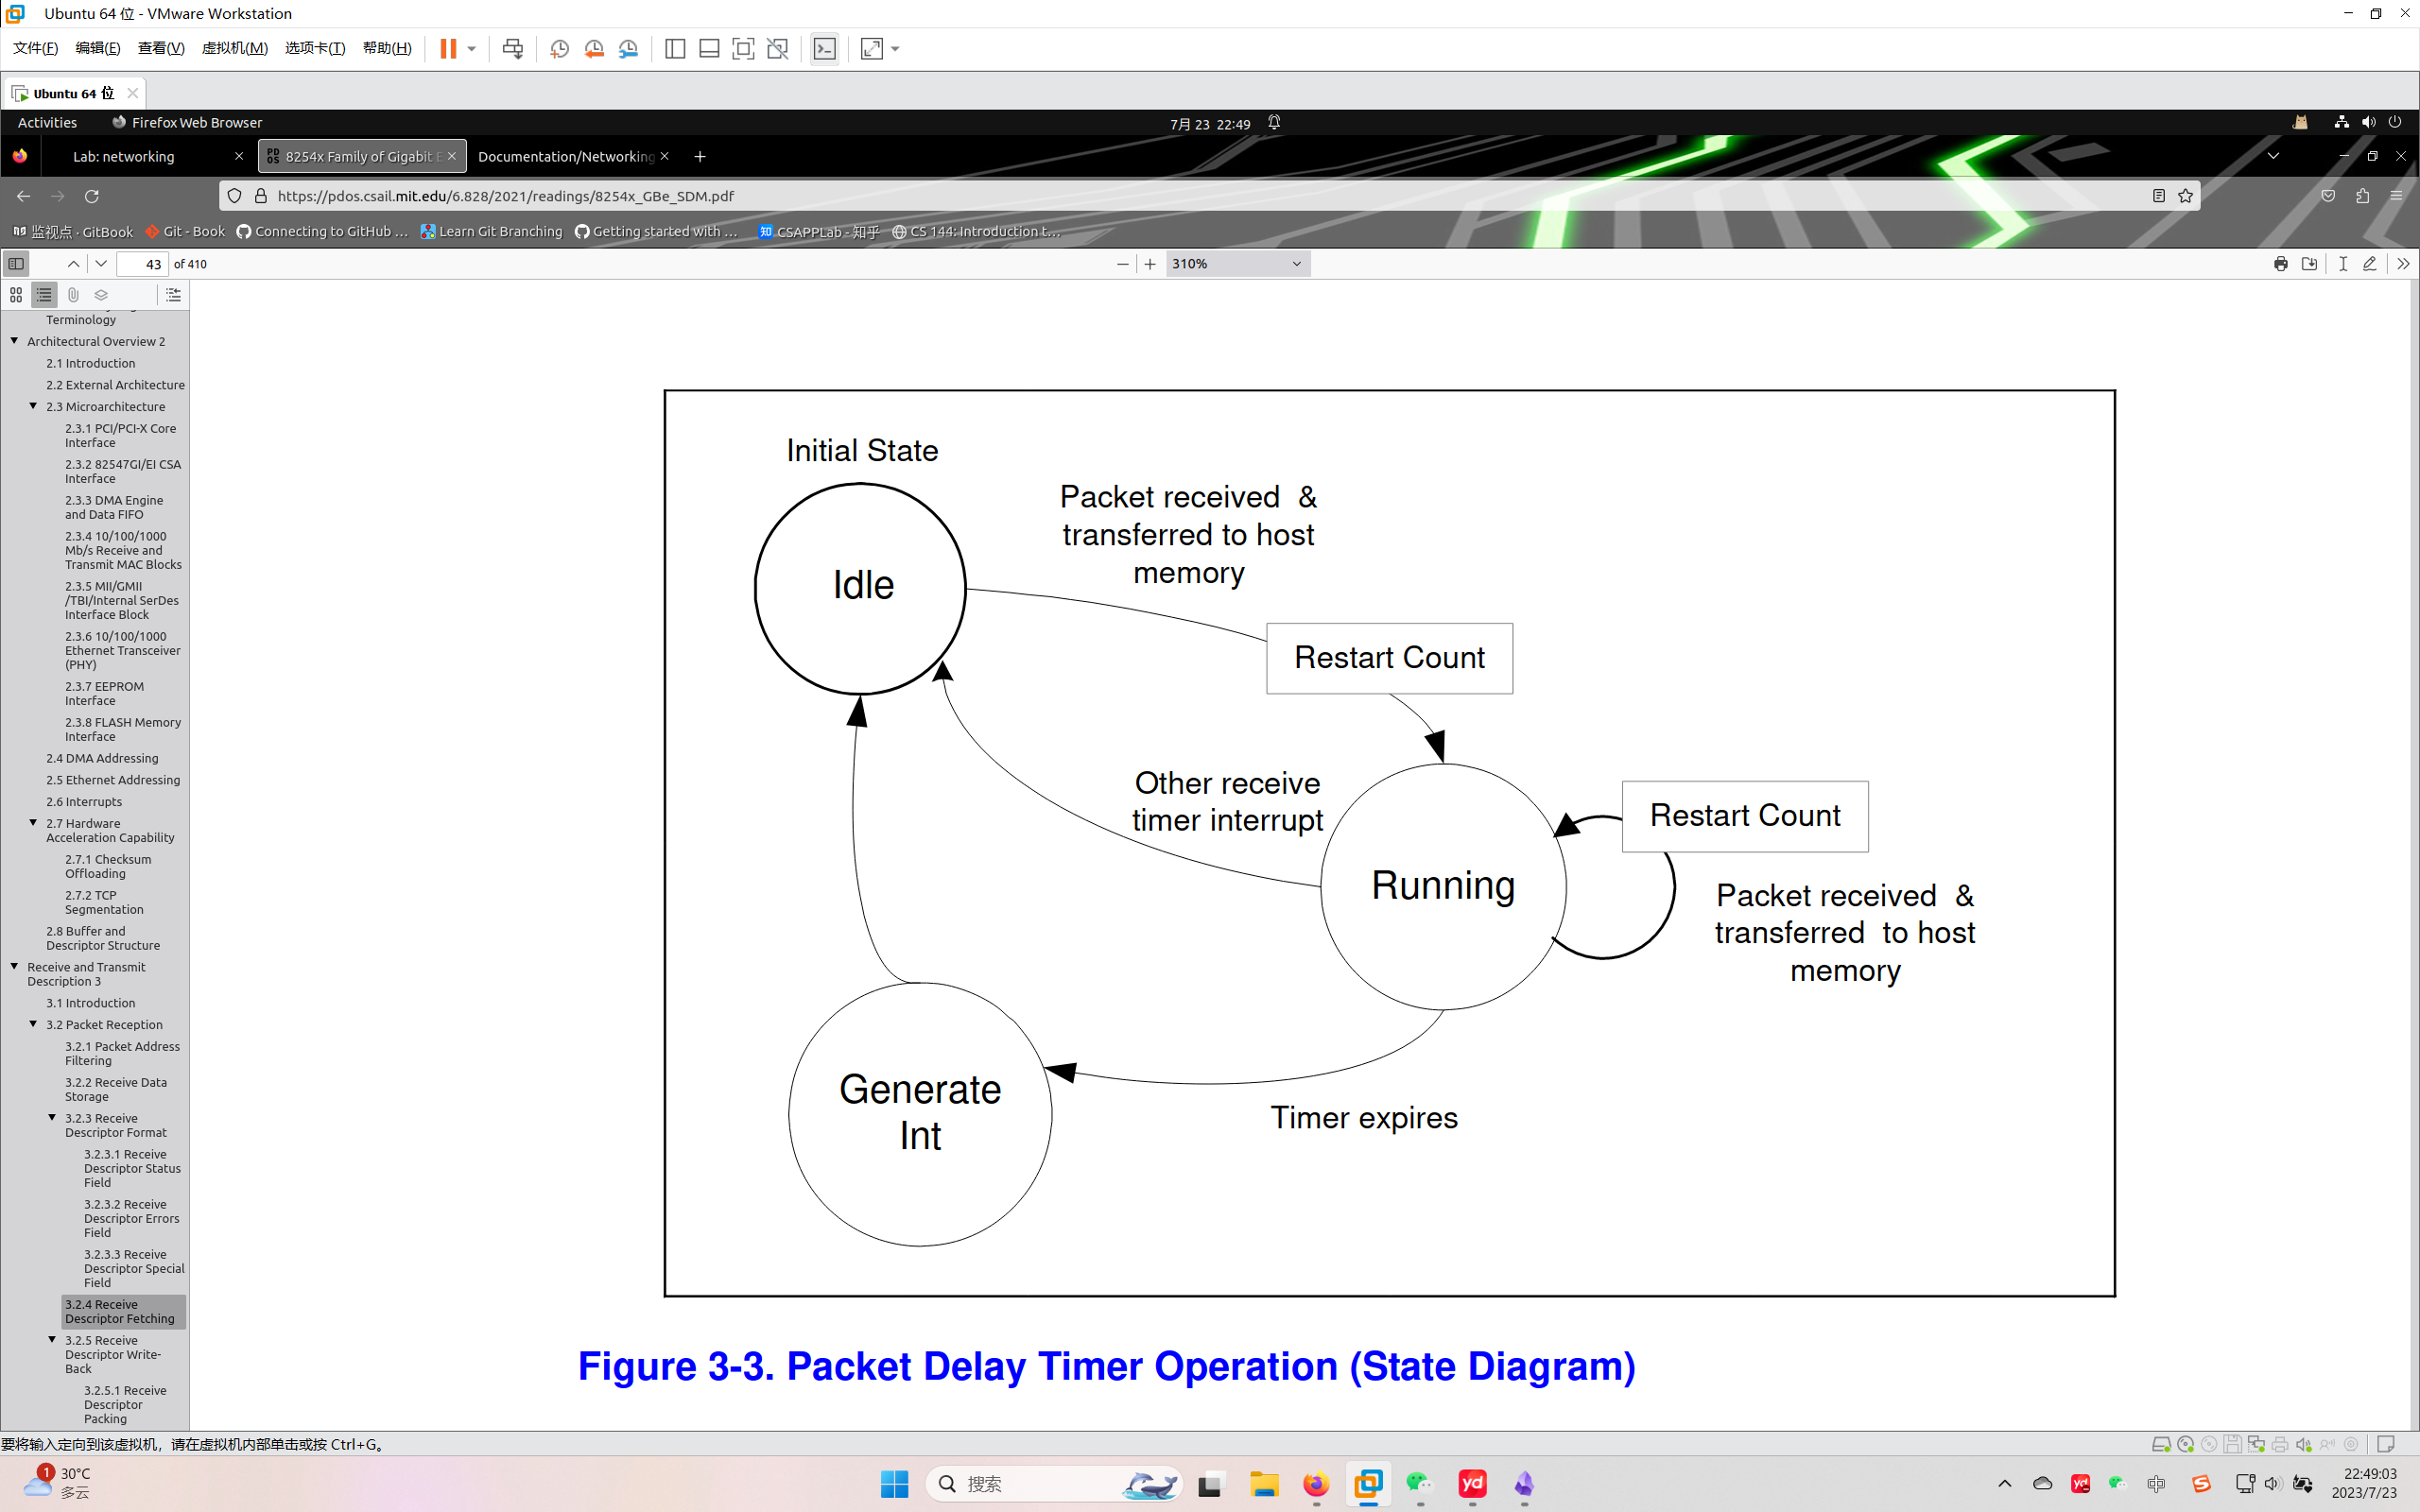 Ubuntu 64 位 - VMware Workstation
文件(F) 编辑(E) 查看(V) 虚拟机(M) 选项卡(T) 帮助(H)
Ubuntu 64 位
Activities Firefox Web Browser 7月 23 22:49
Lab: networking 8254x Family of Gigabit E Documentation/Networking
https://pdos.csail.mit.edu/6.828/2021/readings/8254x_GBe_SDM.pdf
监视点 · GitBook Git - Book Connecting to GitHub … Learn Git Branching Getting started with … CSAPPLab - 知乎 CS 144: Introduction t…
43 of 410 310%
Terminology
Architectural Overview 2
2.1 Introduction
2.2 External Architecture
2.3 Microarchitecture
2.3.1 PCI/PCI-X Core
Interface
2.3.2 82547GI/EI CSA
Interface
2.3.3 DMA Engine
and Data FIFO
2.3.4 10/100/1000
Mb/s Receive and
Transmit MAC Blocks
2.3.5 MII/GMII
/TBI/Internal SerDes
Interface Block
2.3.6 10/100/1000
Ethernet Transceiver
(PHY)
2.3.7 EEPROM
Interface
2.3.8 FLASH Memory
Interface
2.4 DMA Addressing
2.5 Ethernet Addressing
2.6 Interrupts
2.7 Hardware
Acceleration Capability
2.7.1 Checksum
Offloading
2.7.2 TCP
Segmentation
2.8 Buffer and
Descriptor Structure
Receive and Transmit
Description 3
3.1 Introduction
3.2 Packet Reception
3.2.1 Packet Address
Filtering
3.2.2 Receive Data
Storage
3.2.3 Receive
Descriptor Format
3.2.3.1 Receive
Descriptor Status
Field
3.2.3.2 Receive
Descriptor Errors
Field
3.2.3.3 Receive
Descriptor Special
Field
3.2.4 Receive
Descriptor Fetching
3.2.5 Receive
Descriptor Write-
Back
3.2.5.1 Receive
Descriptor
Packing
Initial State
Idle
Packet received &
transferred to host
memory
Restart Count
Other receive
timer interrupt
Running
Restart Count
Packet received &
transferred to host
memory
Generate
Int
Timer expires
Figure 3-3. Packet Delay Timer Operation (State Diagram)
要将输入定向到该虚拟机，请在虚拟机内部单击或按 Ctrl+G。
1
30°C
多云
搜索
yd
中
22:49:03
2023/7/23